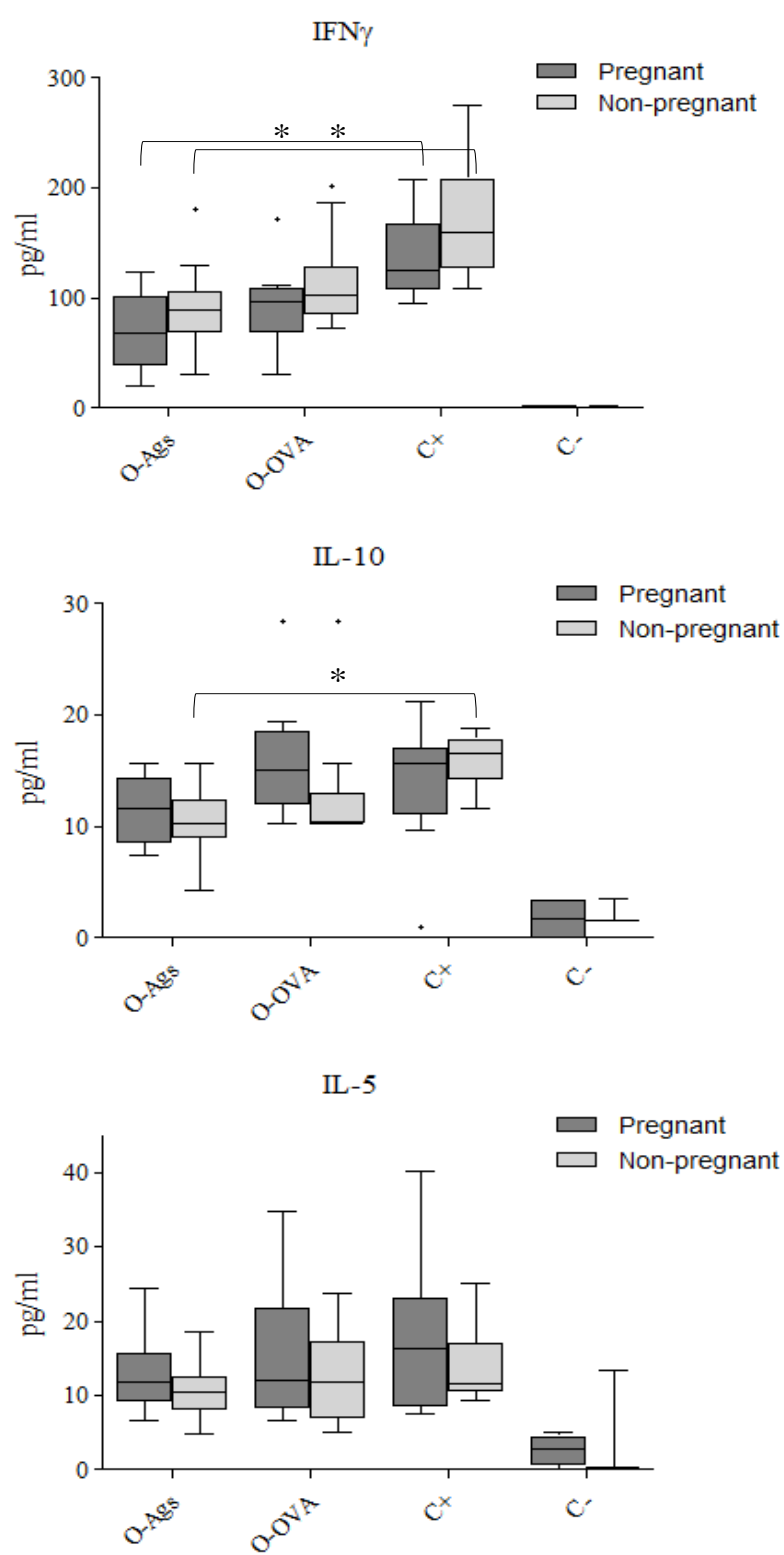 IFNγ
Pregnant
Non-pregnant
300
200
100
0
pg/ml
* *
O-Ags
O-OVA
C+
C-
IL-10
Pregnant
Non-pregnant
30
20
10
0
pg/ml
*
O-Ags
O-OVA
C+
C-
IL-5
Pregnant
Non-pregnant
40
30
20
10
0
pg/ml
O-Ags
O-OVA
C+
C-